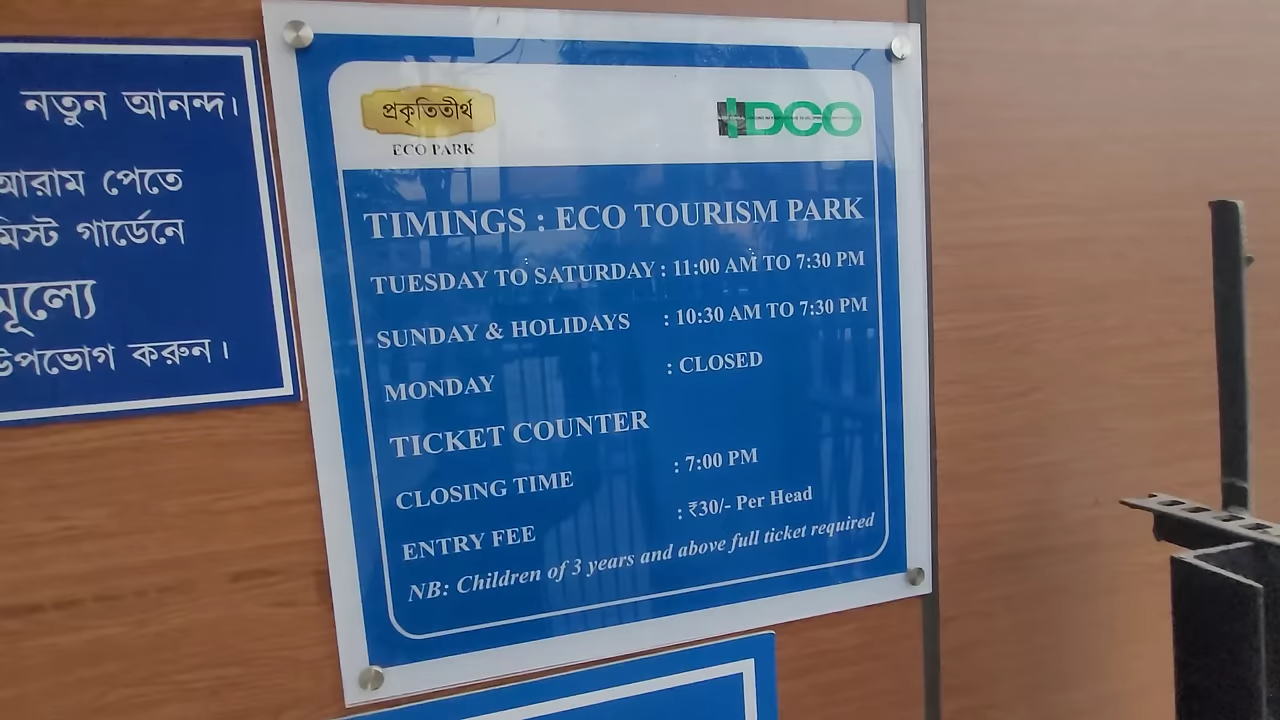 নতুন আনন্দ।
আরাম পেতে
মিস্ট গার্ডেনে
মূল্যে
উপভোগ করুন।
প্রকৃতিতীর্থ
ECO PARK
HIDCO
TIMINGS : ECO TOURISM PARK
TUESDAY TO SATURDAY : 11:00 AM TO 7:30 PM
SUNDAY & HOLIDAYS : 10:30 AM TO 7:30 PM
MONDAY : CLOSED
TICKET COUNTER
CLOSING TIME : 7:00 PM
ENTRY FEE : ₹30/- Per Head
NB: Children of 3 years and above full ticket required